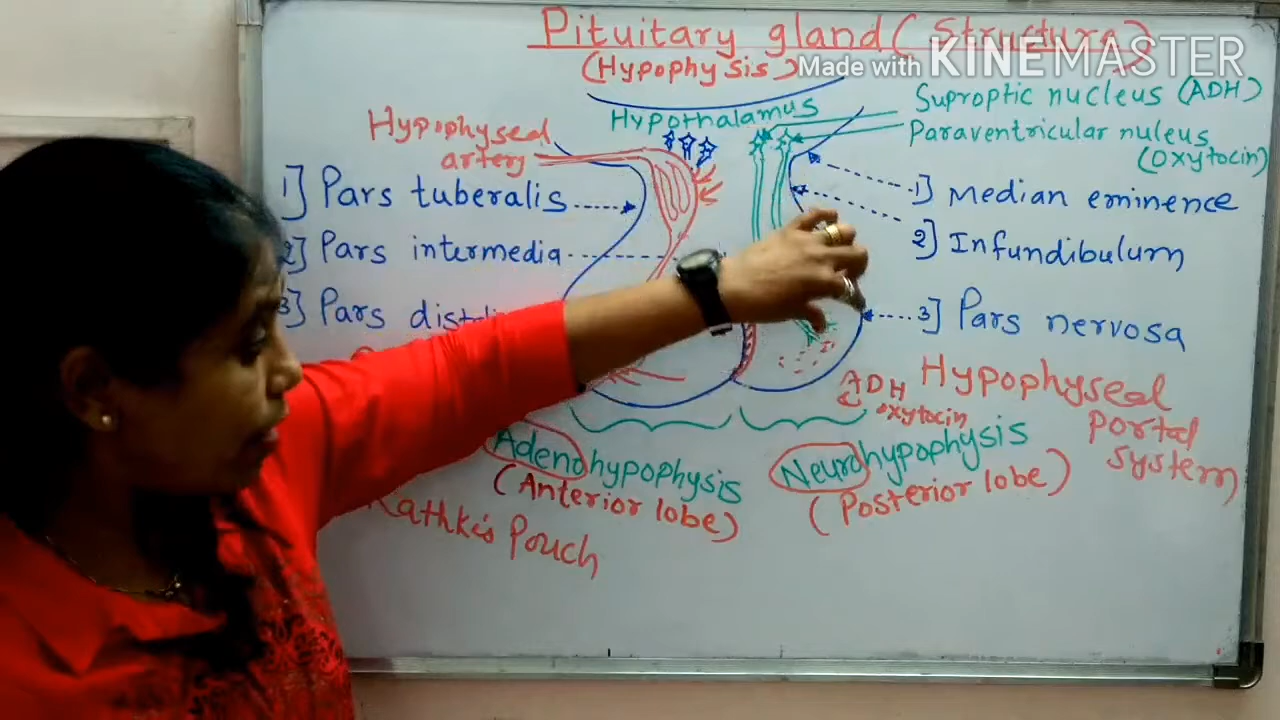 Pituitary gland (Structure)
Made with KINEMASTER
(Hypophysis)
Hypothalamus
Suproptic nucleus (ADH)
Paraventricular nuleus
(Oxytocin)
Hypophyseal
artery
1] Pars tuberalis
2] Pars intermedia
3] Pars
1] Median eminence
2] Infundibulum
3] Pars nervosa
ADH
oxytocin
Hypophyseal
Portal
System
Adenohypophysis
(Anterior lobe)
Neurohypophysis
(Posterior lobe)
Rathke's Pouch